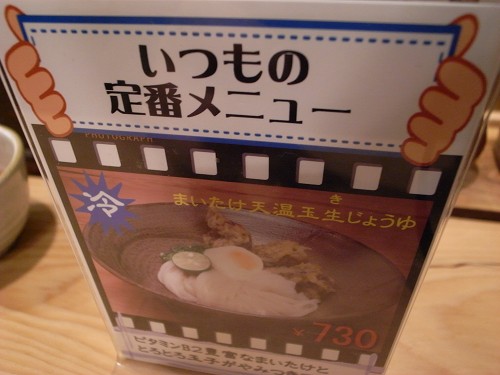 いつもの
定番メニュー
PHOTOGRAPH
冷
まいたけ天温玉生じょうゆ
き
¥730
ビタミンB2豊富なまいたけと
とろとろ玉子がやみつき